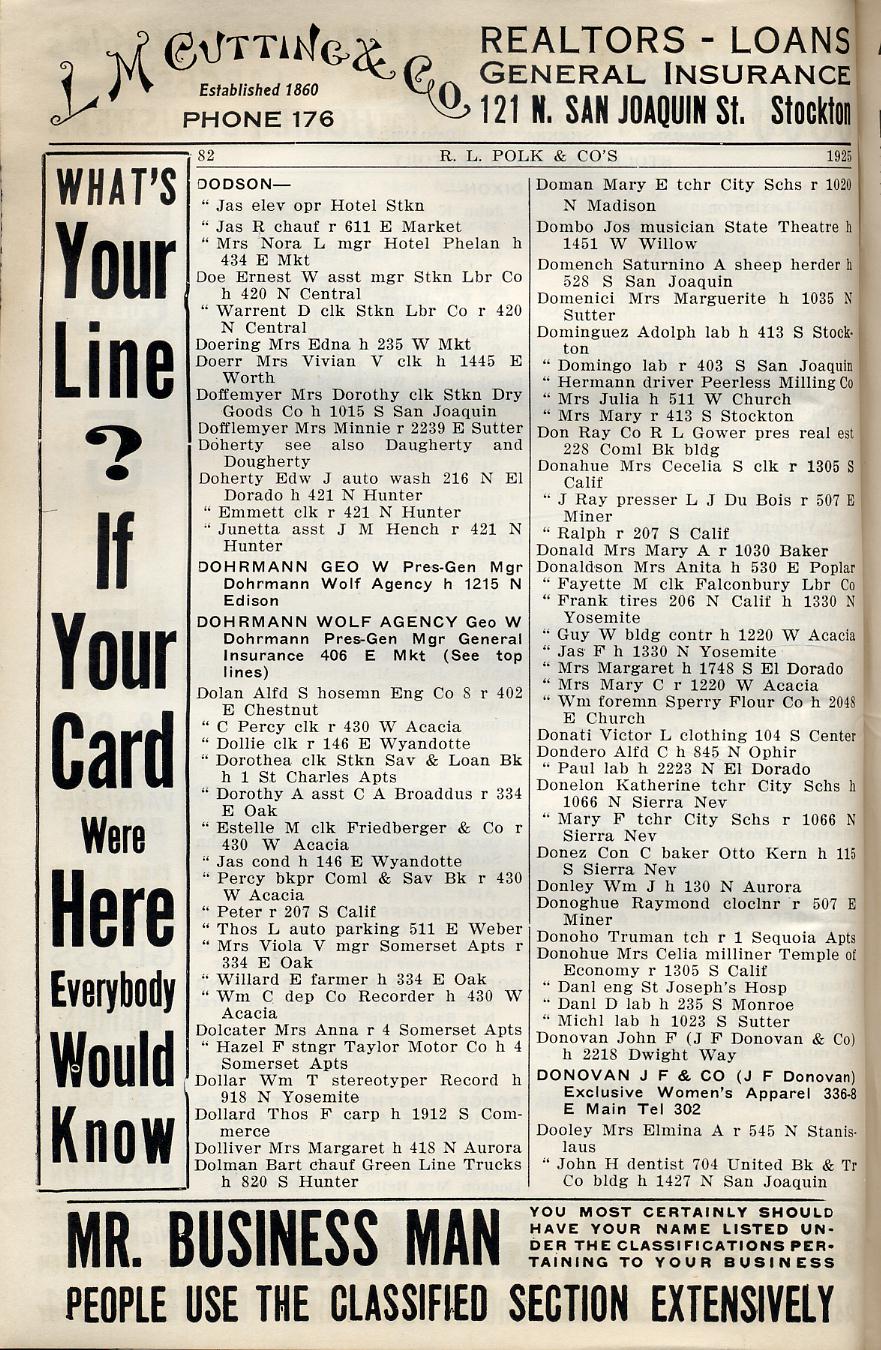 L M CUTTING & CO.
Established 1860
PHONE 176
REALTORS - LOANS
GENERAL INSURANCE
121 N. SAN JOAQUIN St. Stockton
82 R. L. POLK & CO'S 1925
WHAT'S
Your
Line
?
If
Your
Card
Were
Here
Everybody
Would
Know
DODSON—
" Jas elev opr Hotel Stkn
" Jas R chauf r 611 E Market
" Mrs Nora L mgr Hotel Phelan h
434 E Mkt
Doe Ernest W asst mgr Stkn Lbr Co
h 420 N Central
" Warrent D clk Stkn Lbr Co r 420
N Central
Doering Mrs Edna h 235 W Mkt
Doerr Mrs Vivian V clk h 1445 E
Worth
Doffemyer Mrs Dorothy clk Stkn Dry
Goods Co h 1015 S San Joaquin
Dofflemyer Mrs Minnie r 2239 E Sutter
Doherty see also Daugherty and
Dougherty
Doherty Edw J auto wash 216 N El
Dorado h 421 N Hunter
" Emmett clk r 421 N Hunter
" Junetta asst J M Hench r 421 N
Hunter
DOHRMANN GEO W Pres-Gen Mgr
Dohrmann Wolf Agency h 1215 N
Edison
DOHRMANN WOLF AGENCY Geo W
Dohrmann Pres-Gen Mgr General
Insurance 406 E Mkt (See top
lines)
Dolan Alfd S hosemn Eng Co 8 r 402
E Chestnut
" C Percy clk r 430 W Acacia
" Dollie clk r 146 E Wyandotte
" Dorothea clk Stkn Sav & Loan Bk
h 1 St Charles Apts
" Dorothy A asst C A Broaddus r 334
E Oak
" Estelle M clk Friedberger & Co r
430 W Acacia
" Jas cond h 146 E Wyandotte
" Percy bkpr Coml & Sav Bk r 430
W Acacia
" Peter r 207 S Calif
" Thos L auto parking 511 E Weber
" Mrs Viola V mgr Somerset Apts r
334 E Oak
" Willard E farmer h 334 E Oak
" Wm C dep Co Recorder h 430 W
Acacia
Dolcater Mrs Anna r 4 Somerset Apts
" Hazel F stngr Taylor Motor Co h 4
Somerset Apts
Dollar Wm T stereotyper Record h
918 N Yosemite
Dollard Thos F carp h 1912 S Com-
merce
Dolliver Mrs Margaret h 418 N Aurora
Dolman Bart chauf Green Line Trucks
h 820 S Hunter
Doman Mary E tchr City Schs r 1020
N Madison
Dombo Jos musician State Theatre h
1451 W Willow
Domench Saturnino A sheep herder h
528 S San Joaquin
Domenici Mrs Marguerite h 1035 N
Sutter
Dominguez Adolph lab h 413 S Stock-
ton
" Domingo lab r 403 S San Joaquin
" Hermann driver Peerless Milling Co
" Mrs Julia h 511 W Church
" Mrs Mary r 413 S Stockton
Don Ray Co R L Gower pres real est
228 Coml Bk bldg
Donahue Mrs Cecelia S clk r 1305 S
Calif
" J Ray presser L J Du Bois r 507 E
Miner
" Ralph r 207 S Calif
Donald Mrs Mary A r 1030 Baker
Donaldson Mrs Anita h 530 E Poplar
" Fayette M clk Falconbury Lbr Co
" Frank tires 206 N Calif h 1330 N
Yosemite
" Guy W bldg contr h 1220 W Acacia
" Jas F h 1330 N Yosemite
" Mrs Margaret h 1748 S El Dorado
" Mrs Mary C r 1220 W Acacia
" Wm foremn Sperry Flour Co h 2048
E Church
Donati Victor L clothing 104 S Center
Dondero Alfd C h 845 N Ophir
" Paul lab h 2223 N El Dorado
Donelon Katherine tchr City Schs h
1066 N Sierra Nev
" Mary F tchr City Schs r 1066 N
Sierra Nev
Donez Con C baker Otto Kern h 115
S Sierra Nev
Donley Wm J h 130 N Aurora
Donoghue Raymond cloclnr r 507 E
Miner
Donoho Truman tch r 1 Sequoia Apts
Donohue Mrs Celia milliner Temple of
Economy r 1305 S Calif
" Danl eng St Joseph's Hosp
" Danl D lab h 235 S Monroe
" Michl lab h 1023 S Sutter
Donovan John F (J F Donovan & Co)
h 2218 Dwight Way
DONOVAN J F & CO (J F Donovan)
Exclusive Women's Apparel 336-8
E Main Tel 302
Dooley Mrs Elmina A r 545 N Stanis-
laus
" John H dentist 704 United Bk & Tr
Co bldg h 1427 N San Joaquin
MR. BUSINESS MAN
YOU MOST CERTAINLY SHOULD
HAVE YOUR NAME LISTED UN-
DER THE CLASSIFICATIONS PER-
TAINING TO YOUR BUSINESS
PEOPLE USE THE CLASSIFIED SECTION EXTENSIVELY